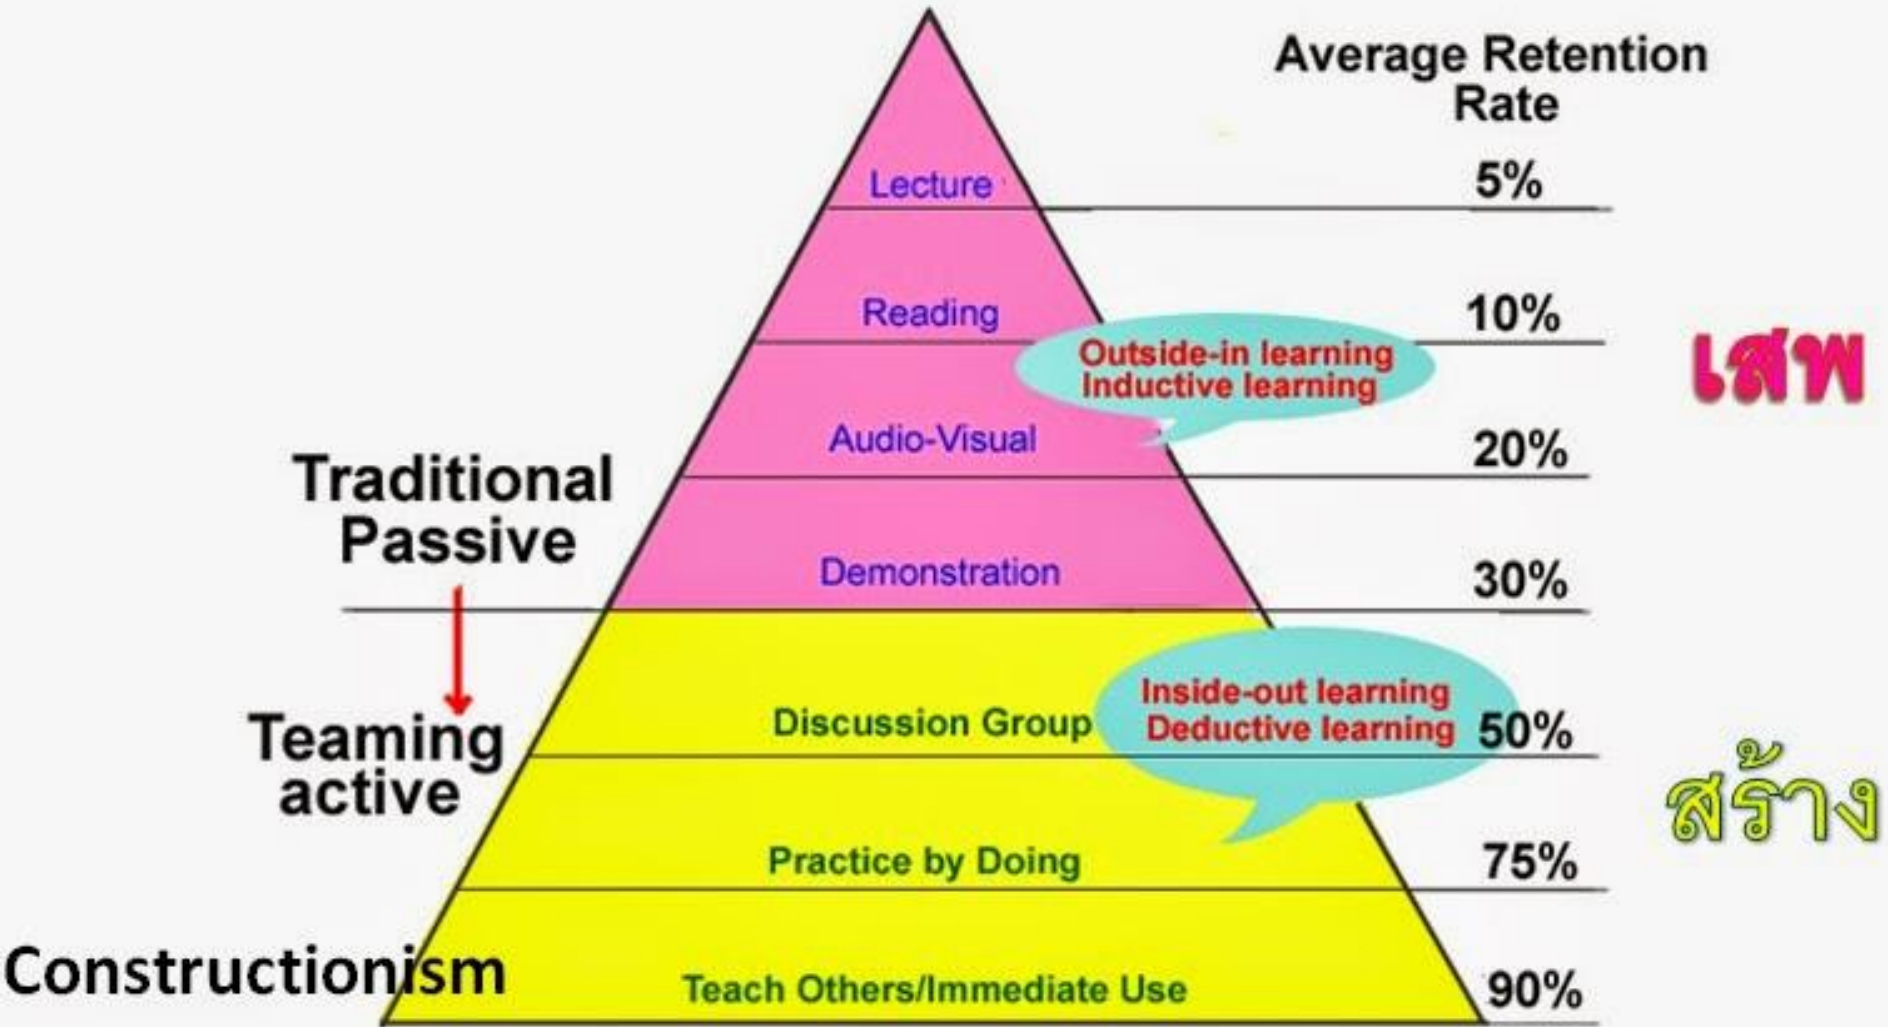 Average Retention
Rate
Lecture
5%
Reading
10%
Outside-in learning
Inductive learning
เสพ
Audio-Visual
20%
Traditional
Passive
Demonstration
30%
Inside-out learning
Deductive learning
Discussion Group
50%
Teaming
active
สร้าง
Practice by Doing
75%
Constructionism
Teach Others/Immediate Use
90%